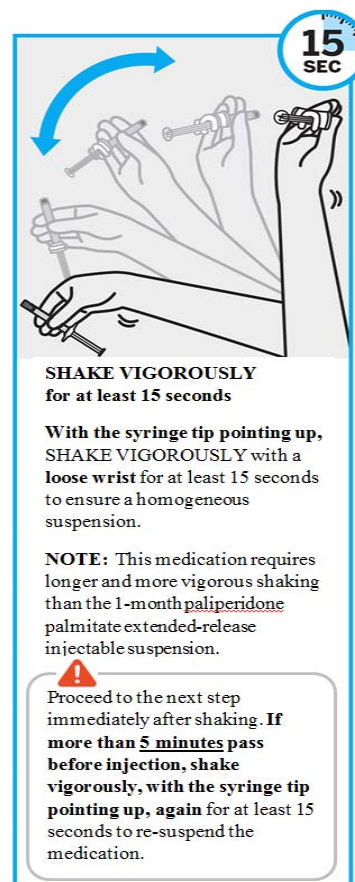 15
SEC
SHAKE VIGOROUSLY
for at least 15 seconds
With the syringe tip pointing up,
SHAKE VIGOROUSLY with a
loose wrist for at least 15 seconds
to ensure a homogeneous
suspension.
NOTE: This medication requires
longer and more vigorous shaking
than the 1-month paliperidone
palmitate extended-release
injectable suspension.
!
Proceed to the next step
immediately after shaking. If
more than 5 minutes pass
before injection, shake
vigorously, with the syringe tip
pointing up, again for at least 15
seconds to re-suspend the
medication.